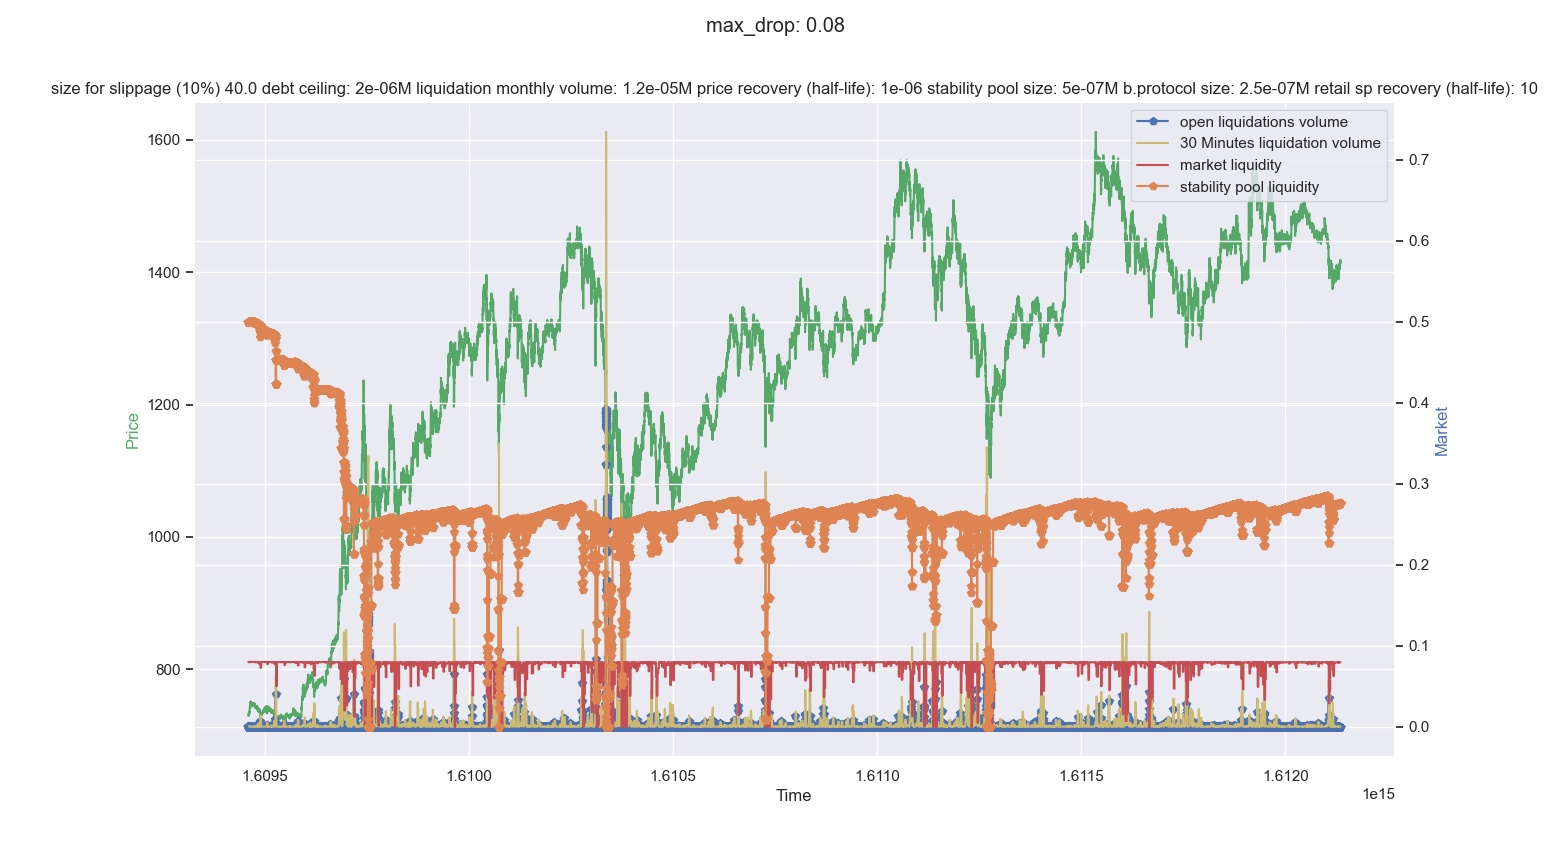 max_drop: 0.08
size for slippage (10%) 40.0 debt ceiling: 2e-06M liquidation monthly volume: 1.2e-05M price recovery (half-life): 1e-06 stability pool size: 5e-07M b.protocol size: 2.5e-07M retail sp recovery (half-life): 10
open liquidations volume
30 Minutes liquidation volume
market liquidity
stability pool liquidity
1600
1400
1200
1000
800
Price
0.7
0.6
0.5
0.4
0.3
0.2
0.1
0.0
Market
1.6095 1.6100 1.6105 1.6110 1.6115 1.6120
Time
1e15